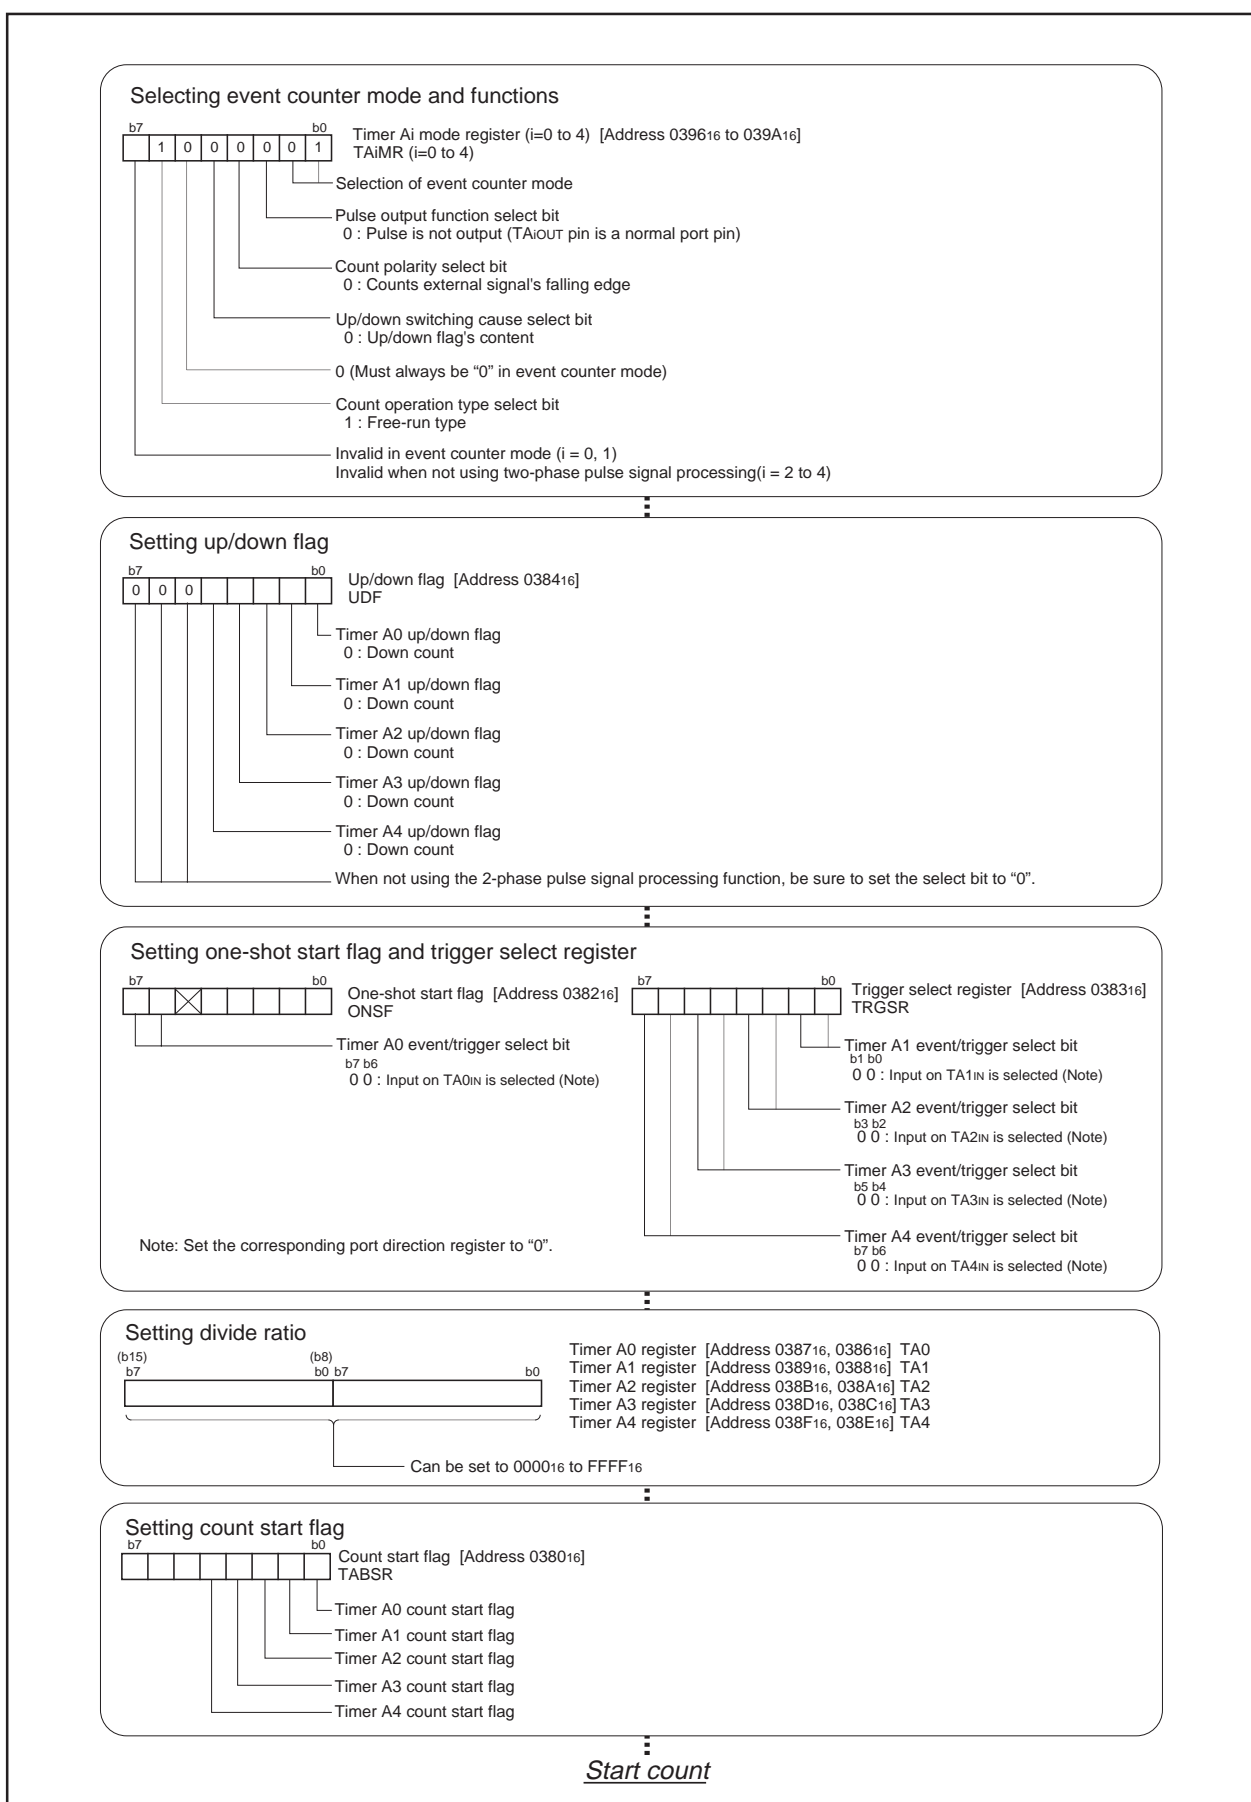 Selecting event counter mode and functions
b7 b0
1 0 0 0 0 0 1
Timer Ai mode register (i=0 to 4) [Address 039616 to 039A16]
TAiMR (i=0 to 4)
Selection of event counter mode
Pulse output function select bit
0 : Pulse is not output (TAiOUT pin is a normal port pin)
Count polarity select bit
0 : Counts external signal's falling edge
Up/down switching cause select bit
0 : Up/down flag's content
0 (Must always be “0” in event counter mode)
Count operation type select bit
1 : Free-run type
Invalid in event counter mode (i = 0, 1)
Invalid when not using two-phase pulse signal processing(i = 2 to 4)
Setting up/down flag
b7 b0
0 0 0
Up/down flag [Address 038416]
UDF
Timer A0 up/down flag
0 : Down count
Timer A1 up/down flag
0 : Down count
Timer A2 up/down flag
0 : Down count
Timer A3 up/down flag
0 : Down count
Timer A4 up/down flag
0 : Down count
When not using the 2-phase pulse signal processing function, be sure to set the select bit to “0”.
Setting one-shot start flag and trigger select register
b7 b0
One-shot start flag [Address 038216]
ONSF
Timer A0 event/trigger select bit
b7 b6
0 0 : Input on TA0IN is selected (Note)
Note: Set the corresponding port direction register to “0”.
b7 b0
Trigger select register [Address 038316]
TRGSR
Timer A1 event/trigger select bit
b1 b0
0 0 : Input on TA1IN is selected (Note)
Timer A2 event/trigger select bit
b3 b2
0 0 : Input on TA2IN is selected (Note)
Timer A3 event/trigger select bit
b5 b4
0 0 : Input on TA3IN is selected (Note)
Timer A4 event/trigger select bit
b7 b6
0 0 : Input on TA4IN is selected (Note)
Setting divide ratio
(b15) (b8)
b7 b0 b7 b0
Timer A0 register [Address 038716, 038616] TA0
Timer A1 register [Address 038916, 038816] TA1
Timer A2 register [Address 038B16, 038A16] TA2
Timer A3 register [Address 038D16, 038C16] TA3
Timer A4 register [Address 038F16, 038E16] TA4
Can be set to 000016 to FFFF16
Setting count start flag
b7 b0
Count start flag [Address 038016]
TABSR
Timer A0 count start flag
Timer A1 count start flag
Timer A2 count start flag
Timer A3 count start flag
Timer A4 count start flag
Start count